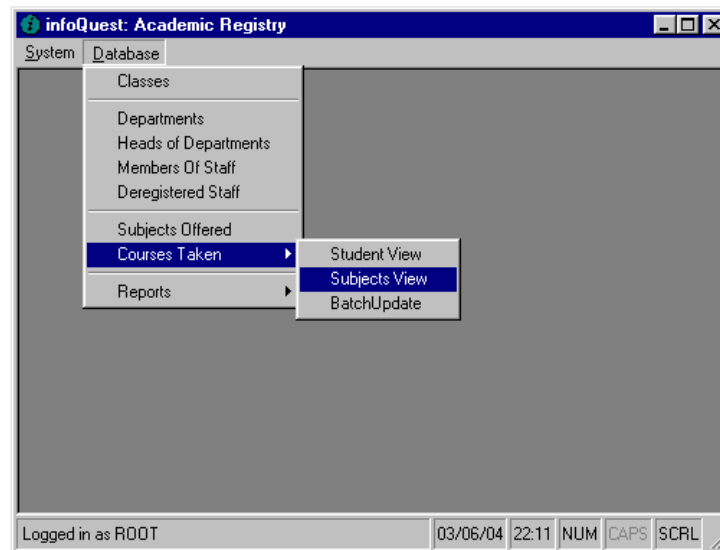 infoQuest: Academic Registry
System Database
Classes
Departments
Heads of Departments
Members Of Staff
Deregistered Staff
Subjects Offered
Courses Taken
Reports
Student View
Subjects View
BatchUpdate
Logged in as ROOT 03/06/04 22:11 NUM CAPS SCRL